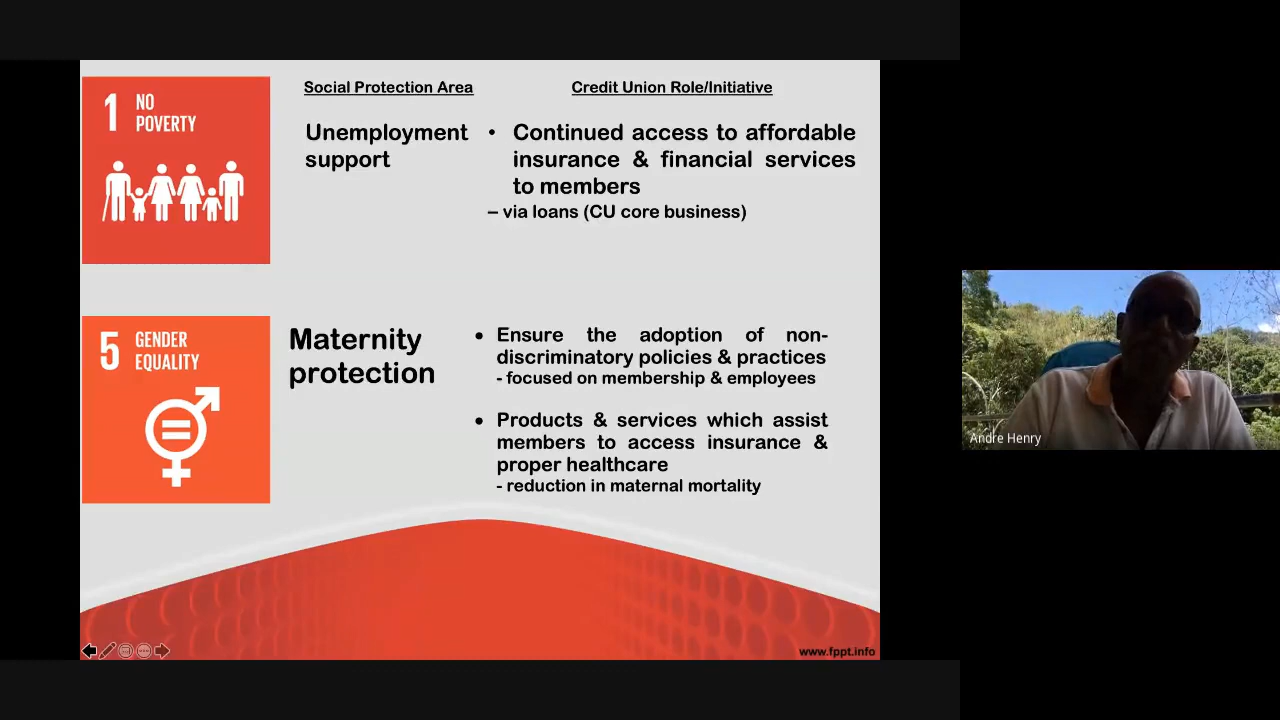 Social Protection Area
Credit Union Role/Initiative
1 NO
POVERTY
Unemployment
support
• Continued access to affordable
insurance & financial services
to members
– via loans (CU core business)
5 GENDER
EQUALITY
Maternity
protection
• Ensure the adoption of non-
discriminatory policies & practices
- focused on membership & employees
• Products & services which assist
members to access insurance &
proper healthcare
- reduction in maternal mortality
www.fppt.info
Andre Henry